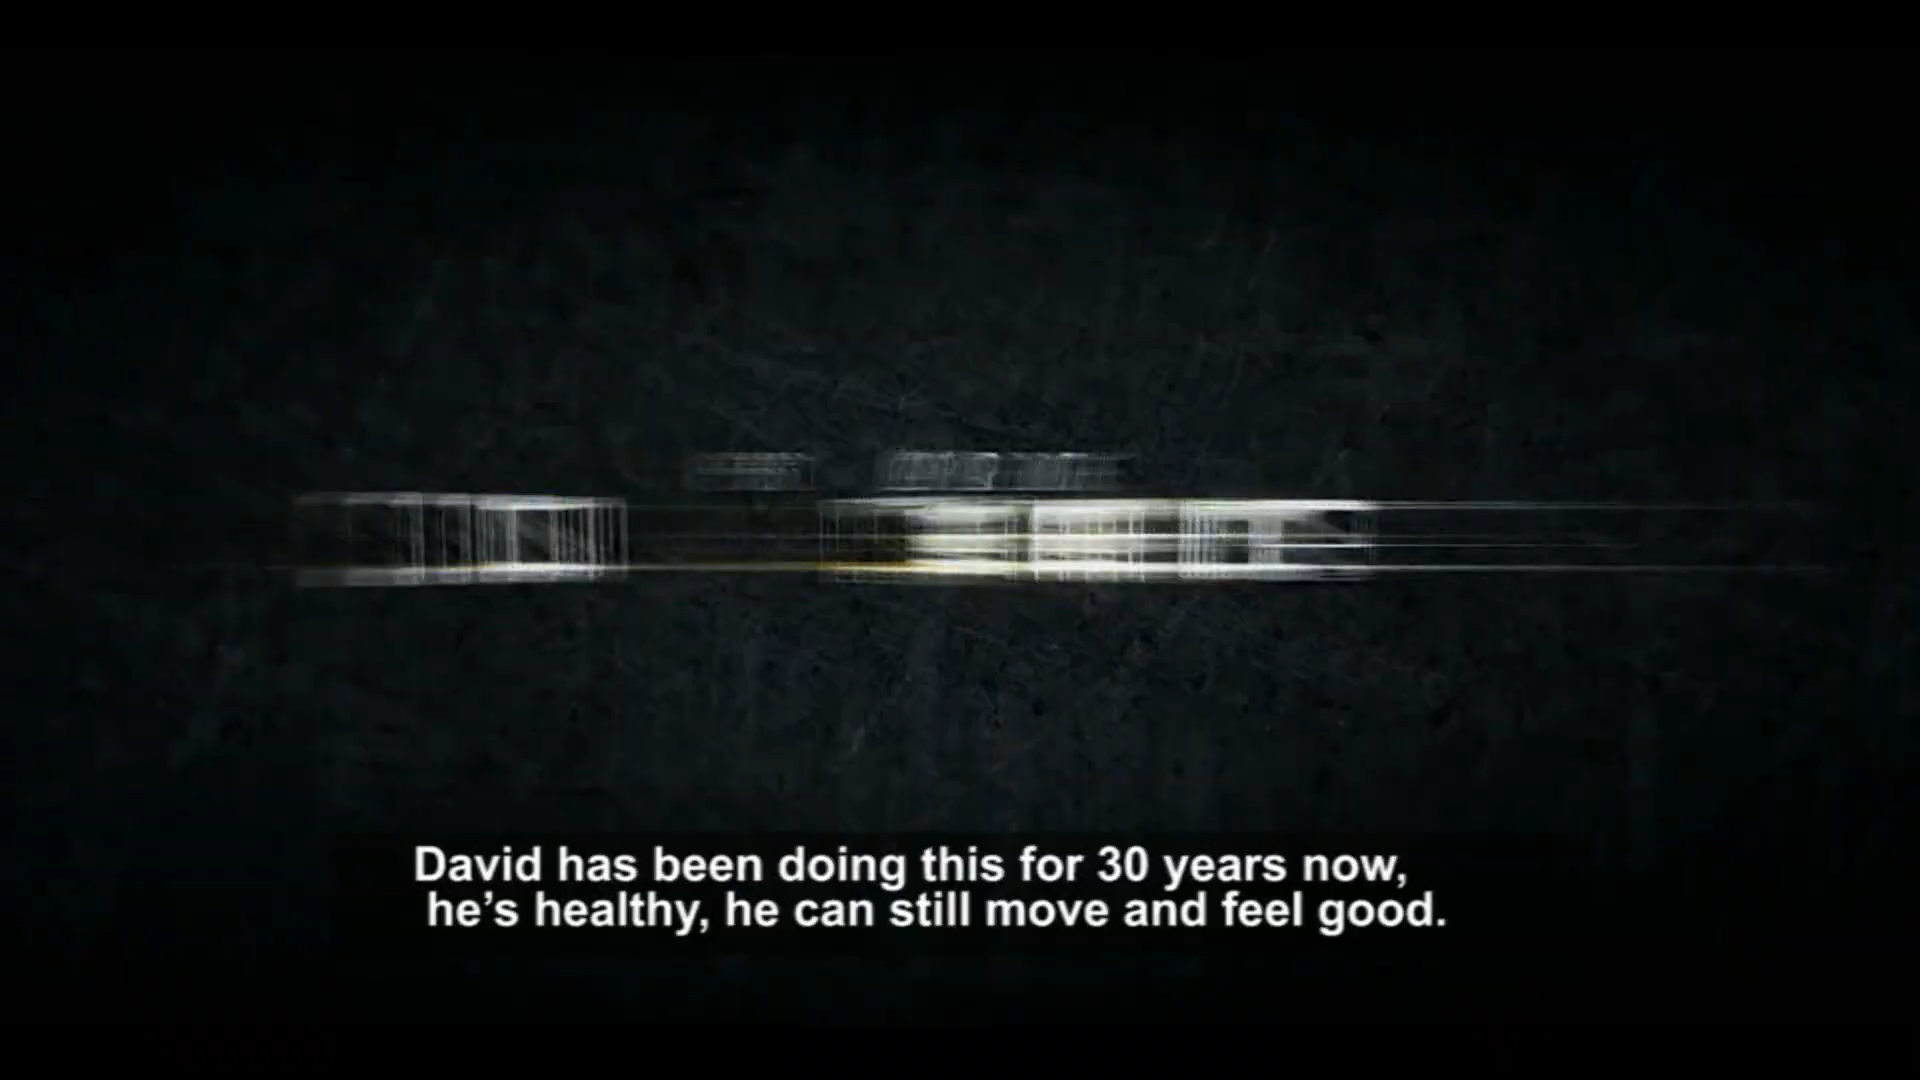 David has been doing this for 30 years now,
he's healthy, he can still move and feel good.